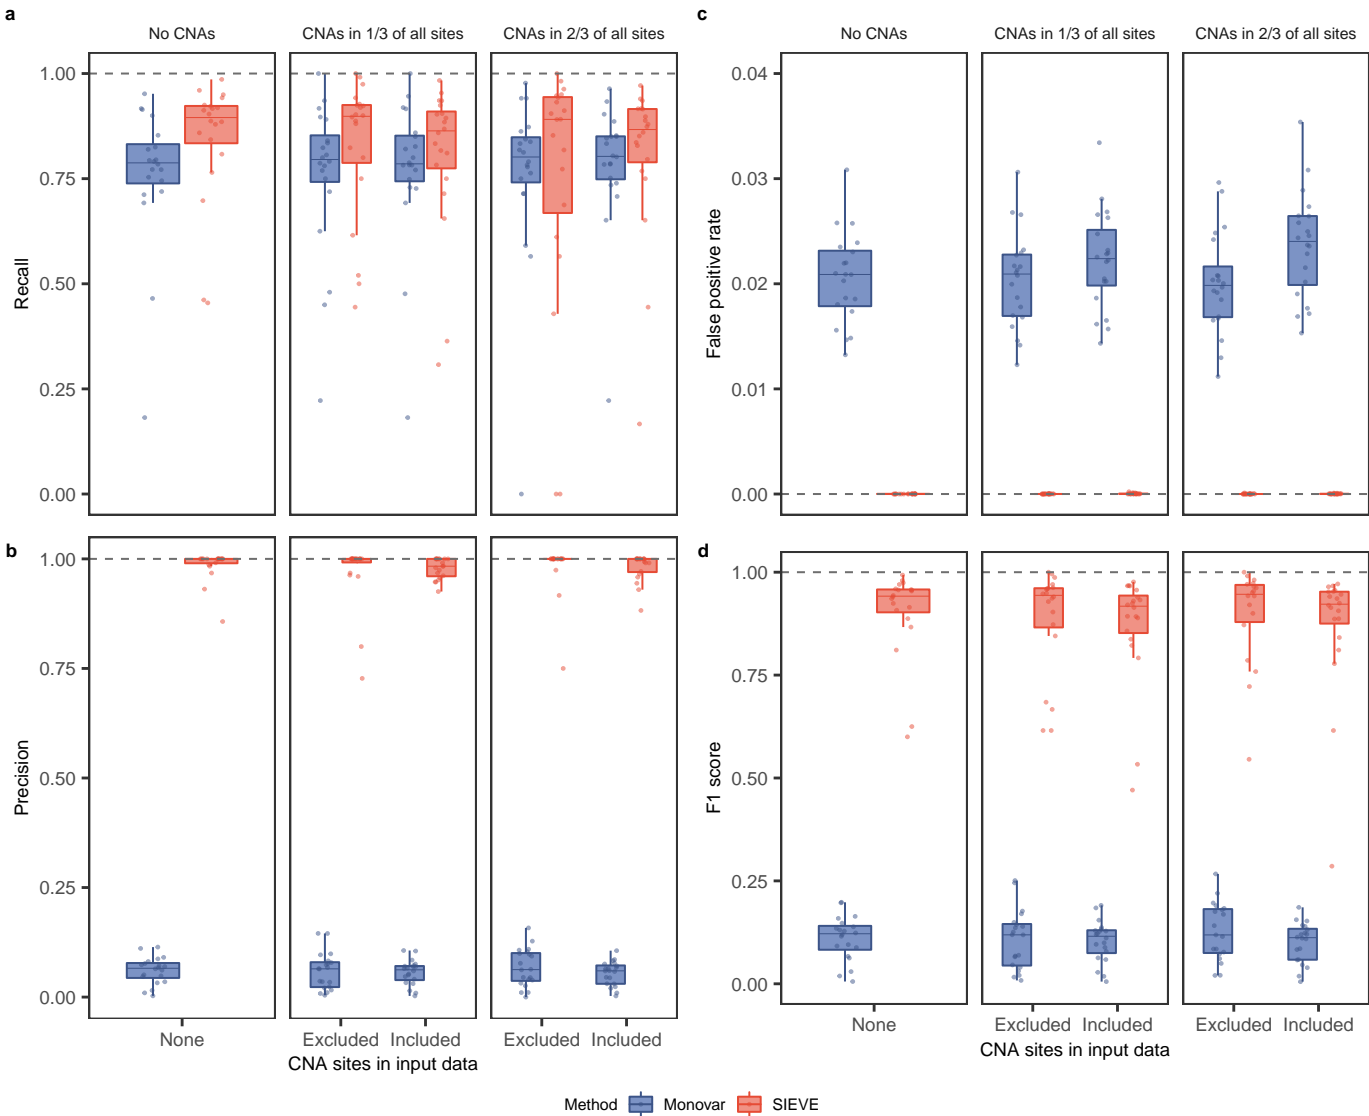 a
No CNAs
CNAs in 1/3 of all sites
CNAs in 2/3 of all sites
Recall
1.00
0.75
0.50
0.25
0.00
b
Precision
1.00
0.75
0.50
0.25
0.00
None
Excluded
Included
Excluded
Included
CNA sites in input data
c
No CNAs
CNAs in 1/3 of all sites
CNAs in 2/3 of all sites
False positive rate
0.04
0.03
0.02
0.01
0.00
d
F1 score
1.00
0.75
0.50
0.25
0.00
None
Excluded
Included
Excluded
Included
CNA sites in input data
Method Monovar SIEVE